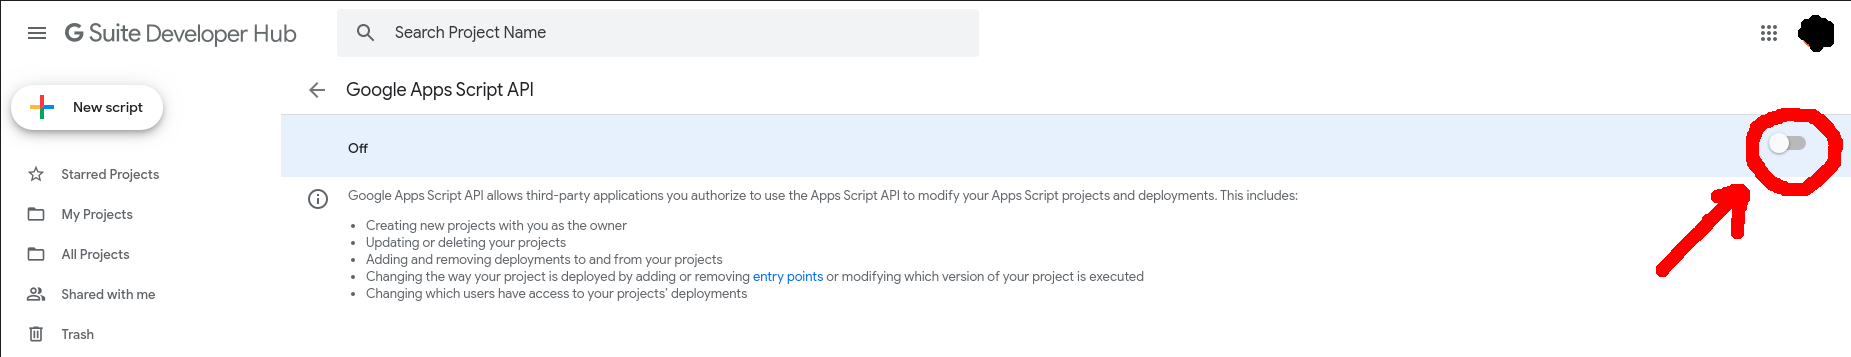 G Suite Developer Hub
Search Project Name
Google Apps Script API
New script
Off
Starred Projects
My Projects
All Projects
Shared with me
Trash
Google Apps Script API allows third-party applications you authorize to use the Apps Script API to modify your Apps Script projects and deployments. This includes:
• Creating new projects with you as the owner
• Updating or deleting your projects
• Adding and removing deployments to and from your projects
• Changing the way your project is deployed by adding or removing entry points or modifying which version of your project is executed
• Changing which users have access to your projects' deployments